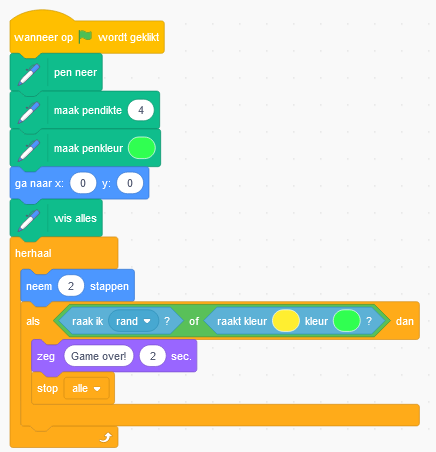 wanneer op wordt geklikt
pen neer
maak pendikte 4
maak penkleur
ga naar x: 0 y: 0
wis alles
herhaal
neem 2 stappen
als raak ik rand ? of raakt kleur kleur ? dan
zeg Game over! 2 sec.
stop alle